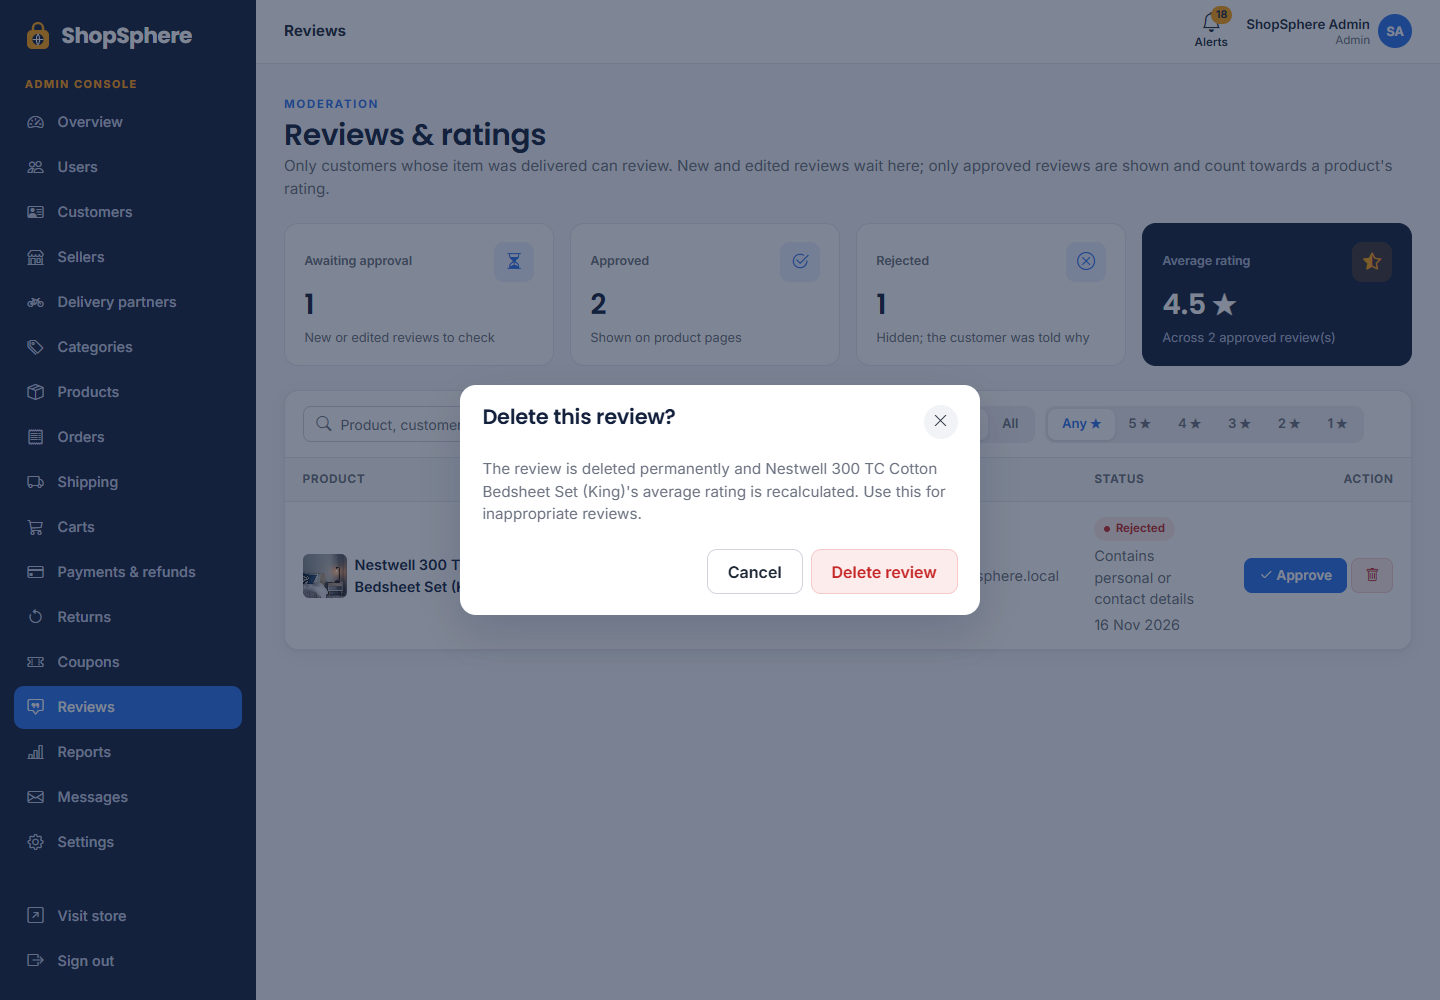 ShopSphere
ADMIN CONSOLE
Overview
Users
Customers
Sellers
Delivery partners
Categories
Products
Orders
Shipping
Carts
Payments & refunds
Returns
Coupons
Reviews
Reports
Messages
Settings
Visit store
Sign out
Reviews
18
Alerts
ShopSphere Admin
Admin
SA
MODERATION
Reviews & ratings
Only customers whose item was delivered can review. New and edited reviews wait here; only approved reviews are shown and count towards a product's
rating.
Awaiting approval
1
New or edited reviews to check
Approved
2
Shown on product pages
Rejected
1
Hidden; the customer was told why
Average rating
4.5 ★
Across 2 approved review(s)
Product, customer
All
Any ★
5 ★
4 ★
3 ★
2 ★
1 ★
PRODUCT
STATUS
ACTION
Nestwell 300 T
Bedsheet Set (
sphere.local
Rejected
Contains
personal or
contact details
16 Nov 2026
Approve
Delete this review?
The review is deleted permanently and Nestwell 300 TC Cotton
Bedsheet Set (King)'s average rating is recalculated. Use this for
inappropriate reviews.
Cancel
Delete review